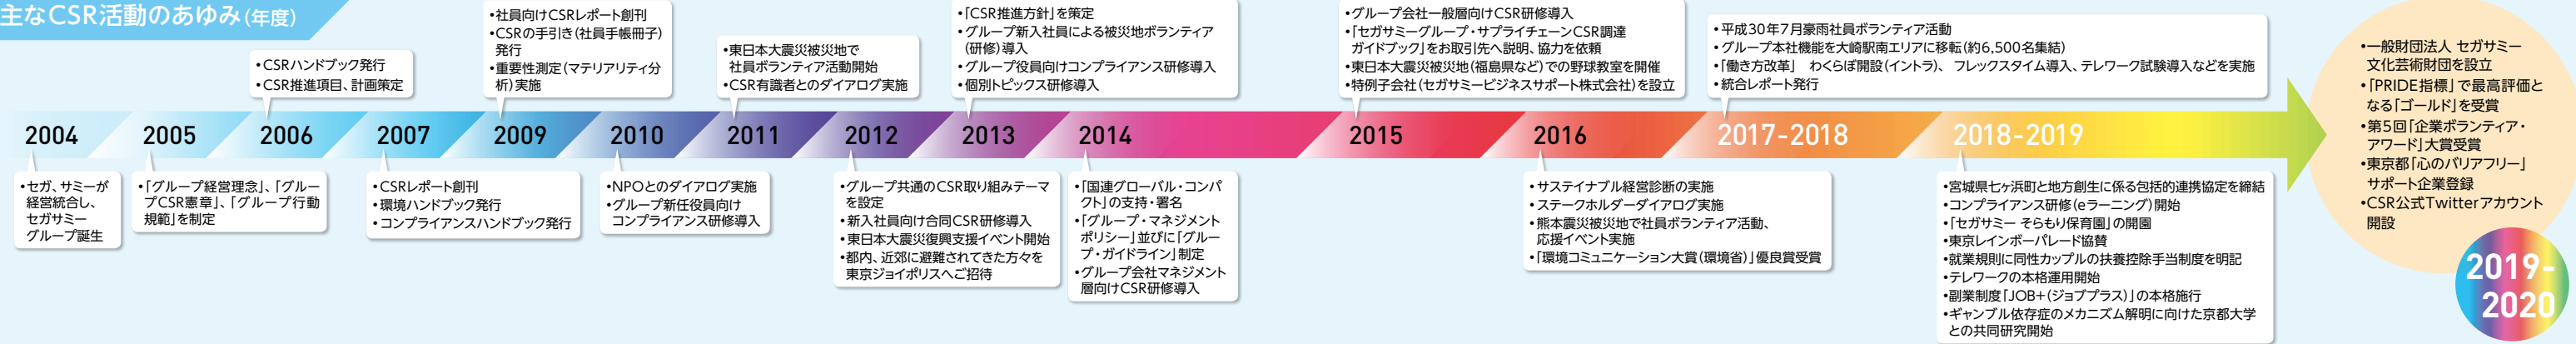 主なCSR活動のあゆみ(年度)
2004
•セガ、サミーが
経営統合し、
セガサミー
グループ誕生
2005
•「グループ経営理念」、「グルー
プCSR憲章」、「グループ行動
規範」を制定
•CSRハンドブック発行
•CSR推進項目、計画策定
2006
2007
•CSRレポート創刊
•環境ハンドブック発行
•コンプライアンスハンドブック発行
•社員向けCSRレポート創刊
•CSRの手引き(社員手帳冊子)
発行
•重要性測定(マテリアリティ分
析)実施
2009
2010
•NPOとのダイアログ実施
•グループ新任役員向け
コンプライアンス研修導入
•東日本大震災被災地で
社員ボランティア活動開始
•CSR有識者とのダイアログ実施
2011
2012
•グループ共通のCSR取り組みテーマ
を設定
•新入社員向け合同CSR研修導入
•東日本大震災復興支援イベント開始
•都内、近郊に避難されてきた方々を
東京ジョイポリスへご招待
•「CSR推進方針」を策定
•グループ新入社員による被災地ボランティア
(研修)導入
•グループ役員向けコンプライアンス研修導入
•個別トピックス研修導入
2013
2014
•「国連グローバル・コンパ
クト」の支持・署名
•「グループ・マネジメント
ポリシー」並びに「グルー
プ・ガイドライン」制定
•グループ会社マネジメント
層向けCSR研修導入
•グループ会社一般層向けCSR研修導入
•「セガサミーグループ・サプライチェーンCSR調達
ガイドブック」をお取引先へ説明、協力を依頼
•東日本大震災被災地(福島県など)での野球教室を開催
•特例子会社(セガサミービジネスサポート株式会社)を設立
2015
2016
•サステイナブル経営診断の実施
•ステークホルダーダイアログ実施
•熊本震災被災地で社員ボランティア活動、
応援イベント実施
•「環境コミュニケーション大賞(環境省)」優良賞受賞
•平成30年7月豪雨社員ボランティア活動
•グループ本社機能を大崎駅南エリアに移転(約6,500名集結)
•「働き方改革」 わくらぼ開設(イントラ)、 フレックスタイム導入、テレワーク試験導入などを実施
•統合レポート発行
2017-2018
2018-2019
•宮城県七ヶ浜町と地方創生に係る包括的連携協定を締結
•コンプライアンス研修(eラーニング)開始
•「セガサミー そらもり保育園」の開園
•東京レインボーパレード協賛
•就業規則に同性カップルの扶養控除手当制度を明記
•テレワークの本格運用開始
•副業制度「JOB+(ジョブプラス)」の本格施行
•ギャンブル依存症のメカニズム解明に向けた京都大学
との共同研究開始
•一般財団法人 セガサミー
文化芸術財団を設立
•「PRIDE指標」で最高評価と
なる「ゴールド」を受賞
•第5回「企業ボランティア・
アワード」大賞受賞
•東京都「心のバリアフリー」
サポート企業登録
•CSR公式Twitterアカウント
開設
2019-
2020